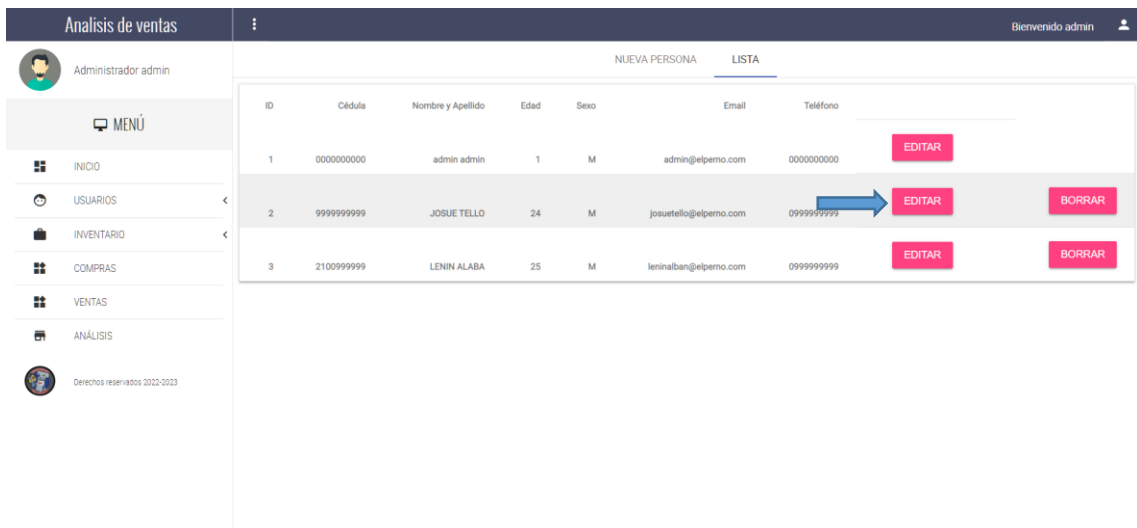 Analisis de ventas
Bienvenido admin
Administrador admin
MENÚ
INICIO
USUARIOS
INVENTARIO
COMPRAS
VENTAS
ANÁLISIS
Derechos reservados 2022-2023
NUEVA PERSONA LISTA
ID Cédula Nombre y Apellido Edad Sexo Email Teléfono
1 0000000000 admin admin 1 M admin@elperno.com 0000000000 EDITAR
2 9999999999 JOSUE TELLO 24 M josuetello@elperno.com 0999999999 EDITAR BORRAR
3 2100999999 LENIN ALABA 25 M leninalban@elperno.com 0999999999 EDITAR BORRAR